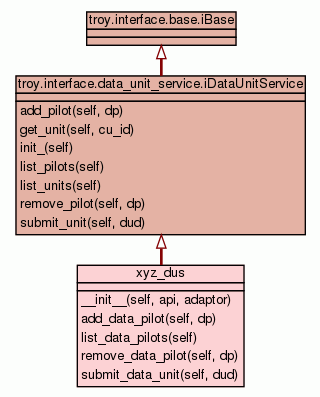 troy.interface.base.iBase
troy.interface.data_unit_service.iDataUnitService
add_pilot(self, dp)
get_unit(self, cu_id)
init_(self)
list_pilots(self)
list_units(self)
remove_pilot(self, dp)
submit_unit(self, dud)
xyz_dus
__init__(self, api, adaptor)
add_data_pilot(self, dp)
list_data_pilots(self)
remove_data_pilot(self, dp)
submit_data_unit(self, dud)